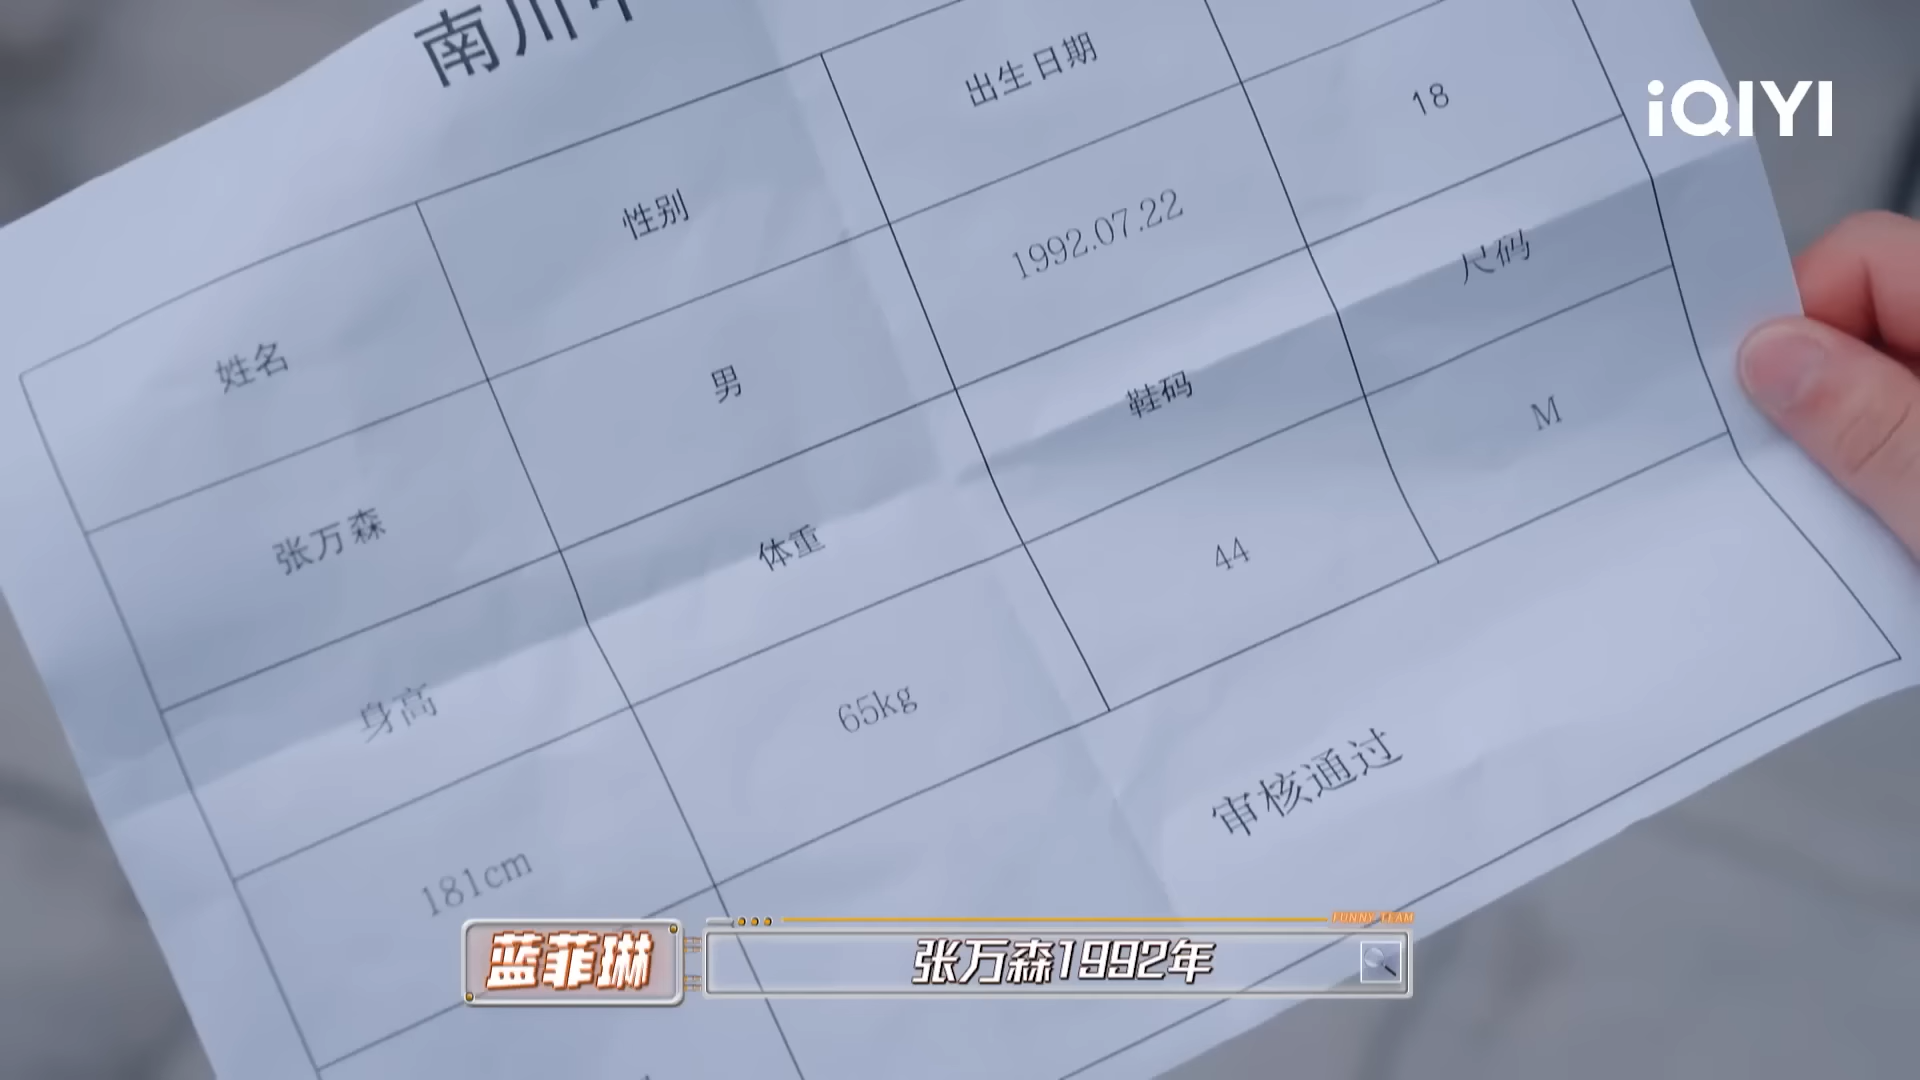 南川中
iQIYI
姓名
性别
出生日期
张万森
男
1992.07.22
18
身高
体重
鞋码
尺码
181cm
65kg
44
M
审核通过
FUNNY TEAM
蓝菲琳
张万森1992年